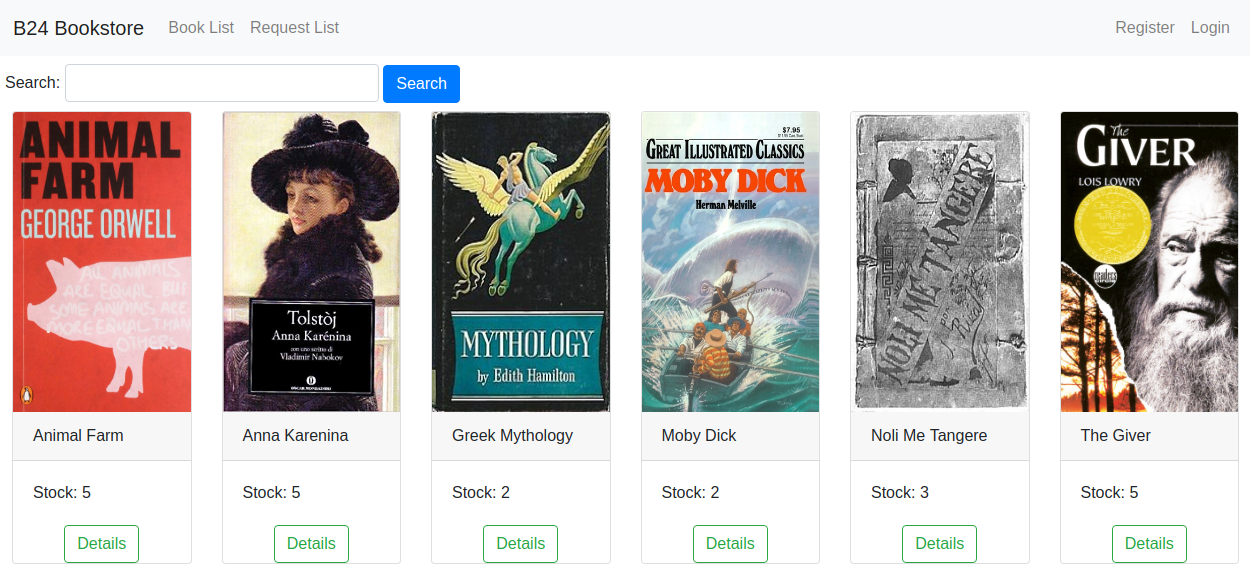 B24 Bookstore Book List Request List Register Login
Search: Search
ANIMAL
FARM
GEORGE ORWELL
ALL ANIMALS
ARE EQUAL BUT
SOME ANIMALS ARE
MORE EQUAL THAN
OTHERS
Tolstòj
Anna Karénina
con uno scritto di
Vladimir Nabokov
OSCAR MONDADORI
MYTHOLOGY
by Edith Hamilton
$7.95
GREAT ILLUSTRATED CLASSICS
MOBY DICK
Herman Melville
NOLI ME TANGERE
The
GIVER
LOIS LOWRY
Animal Farm
Stock: 5
Details
Anna Karenina
Stock: 5
Details
Greek Mythology
Stock: 2
Details
Moby Dick
Stock: 2
Details
Noli Me Tangere
Stock: 3
Details
The Giver
Stock: 5
Details